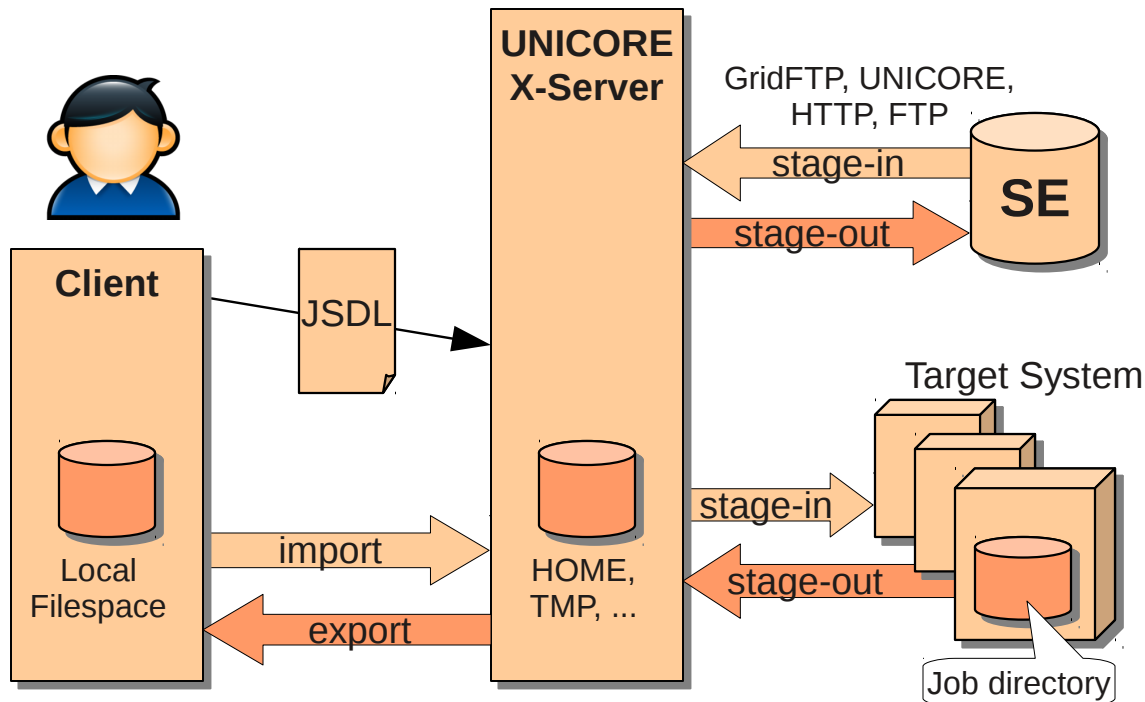 UNICORE
X-Server
GridFTP, UNICORE,
HTTP, FTP
stage-in
SE
stage-out
Client
JSDL
Target System
stage-in
import
Local
Filespace
HOME,
TMP, ...
stage-out
export
Job directory